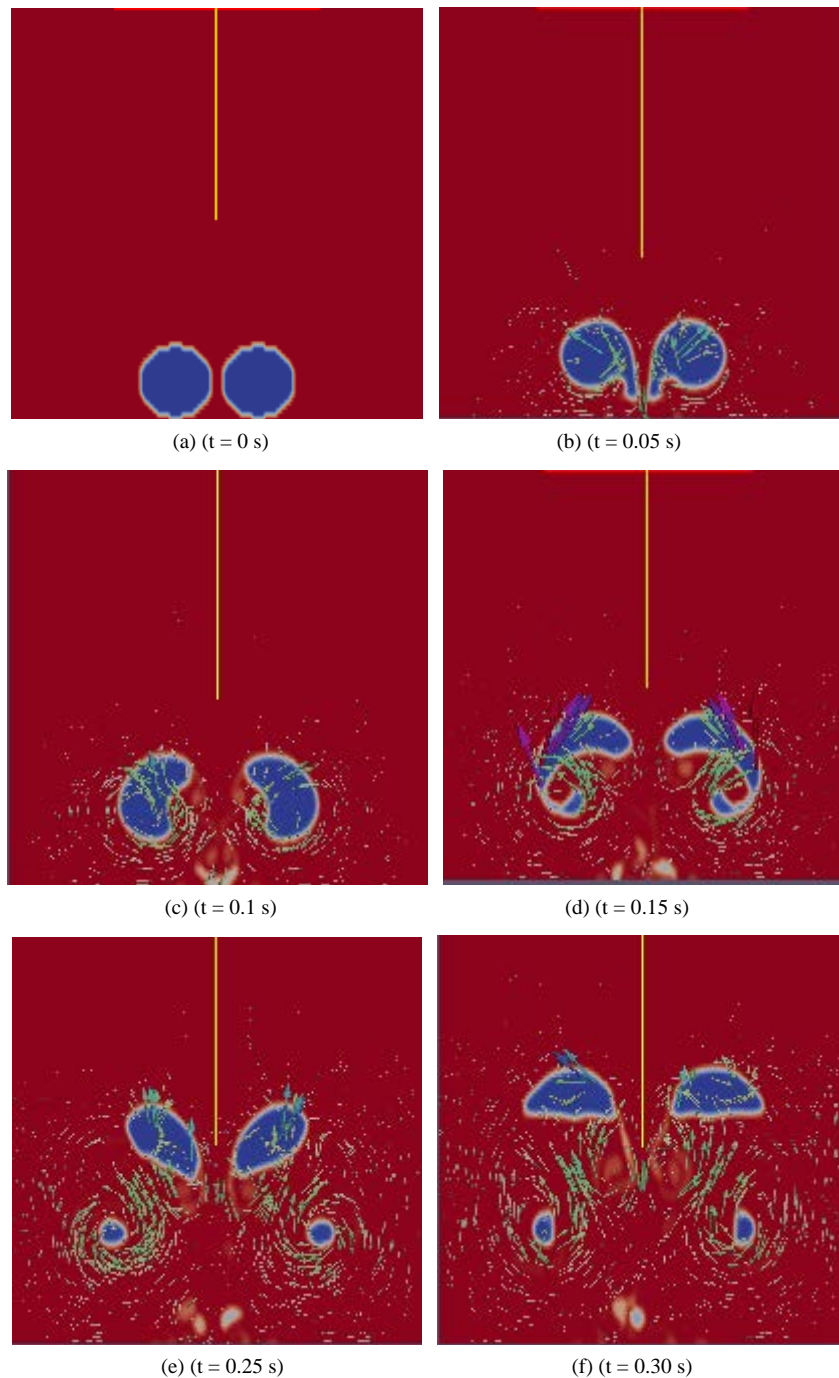 (a) (t = 0 s)
(b) (t = 0.05 s)
(c) (t = 0.1 s)
(d) (t = 0.15 s)
(e) (t = 0.25 s)
(f) (t = 0.30 s)